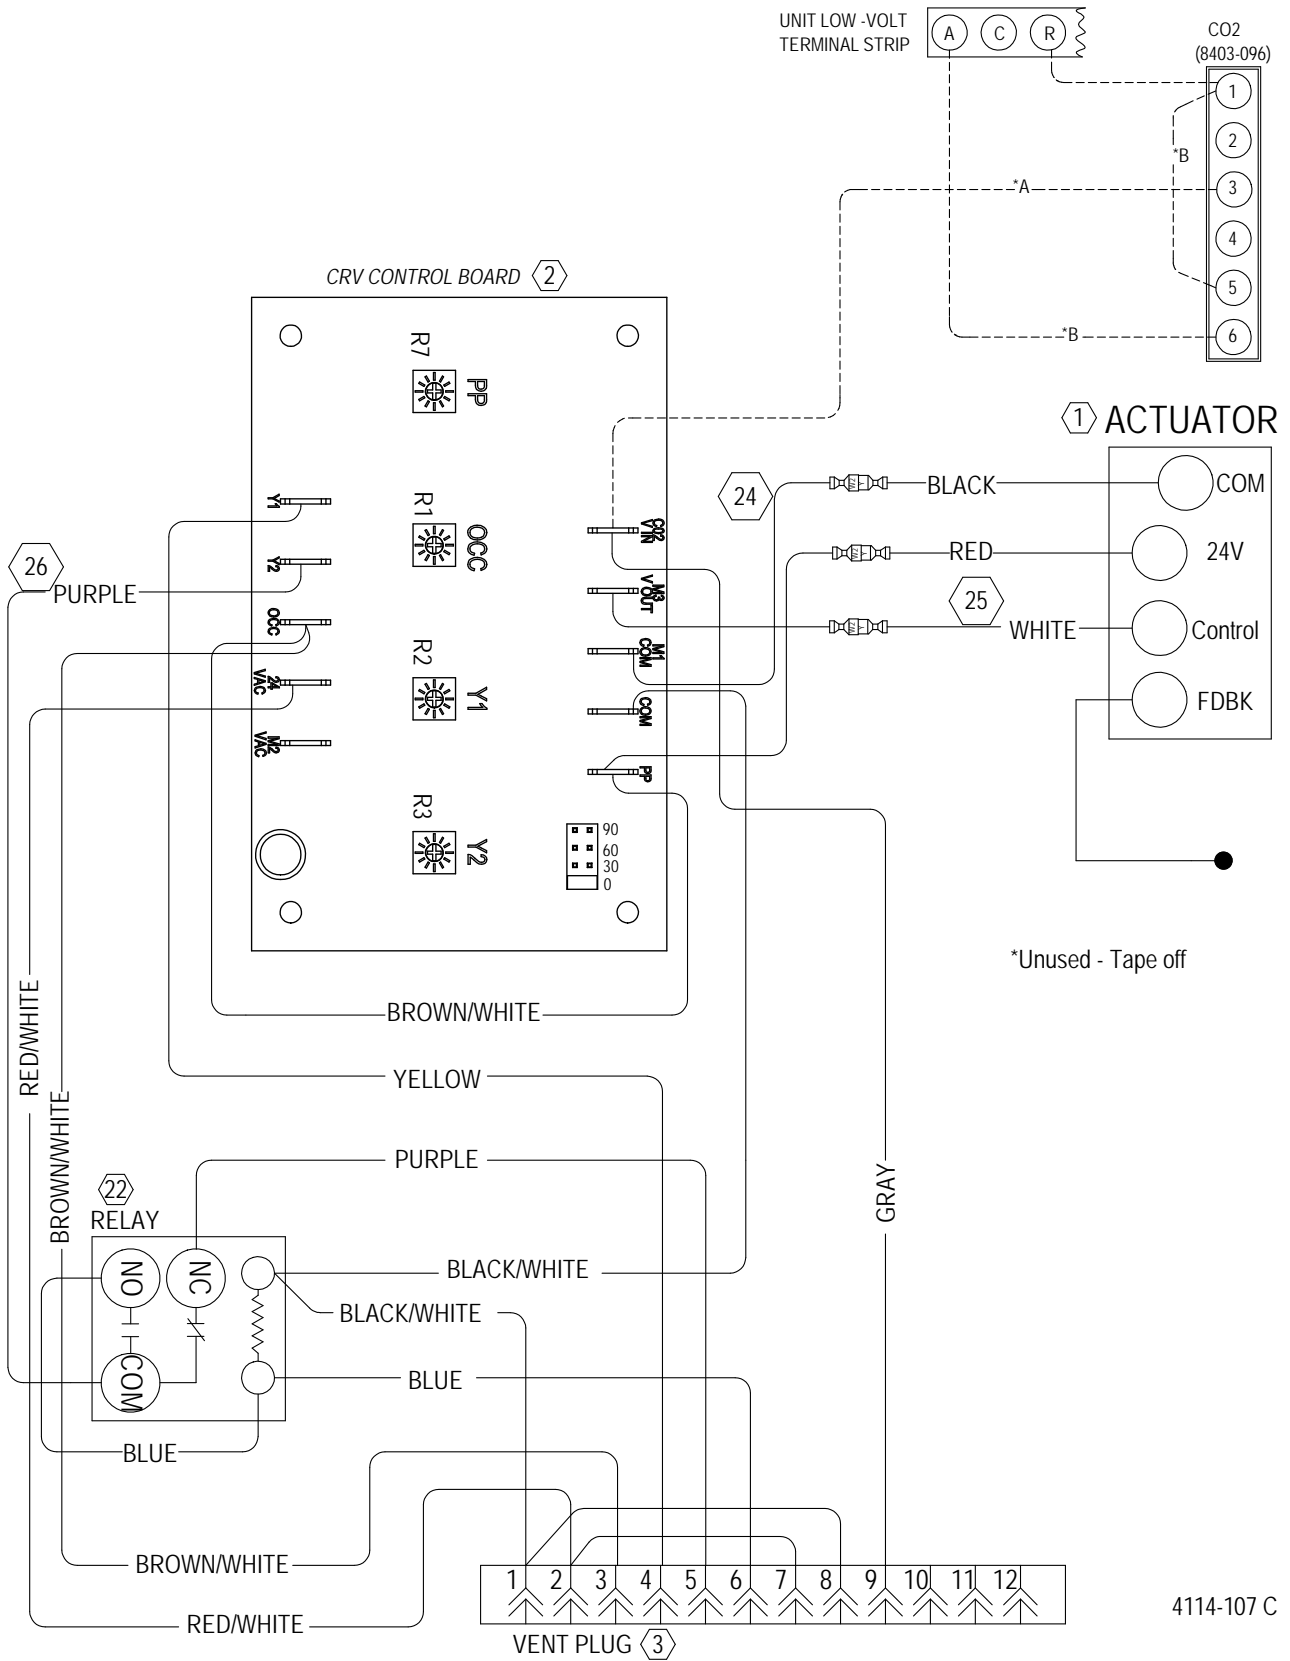 UNIT LOW -VOLT
TERMINAL STRIP
A C R
CO2
(8403-096)
1
2
3
4
5
6
*B
*A
*B
CRV CONTROL BOARD 2
R7
PP
R1
OCC
R2
Y1
R3
Y2
Y1
Y2
OCC
24
VAC
M2
VAC
CO2
VIN
M3
VOUT
M1
COM
COM
PP
90
60
30
0
1 ACTUATOR
COM
24V
Control
FDBK
24
BLACK
RED
25
WHITE
26
PURPLE
*Unused - Tape off
BROWN/WHITE
RED/WHITE
BROWN/WHITE
YELLOW
PURPLE
GRAY
22
RELAY
NO
NC
COM
BLACK/WHITE
BLACK/WHITE
BLUE
BLUE
BROWN/WHITE
RED/WHITE
1 2 3 4 5 6 7 8 9 10 11 12
VENT PLUG 3
4114-107 C